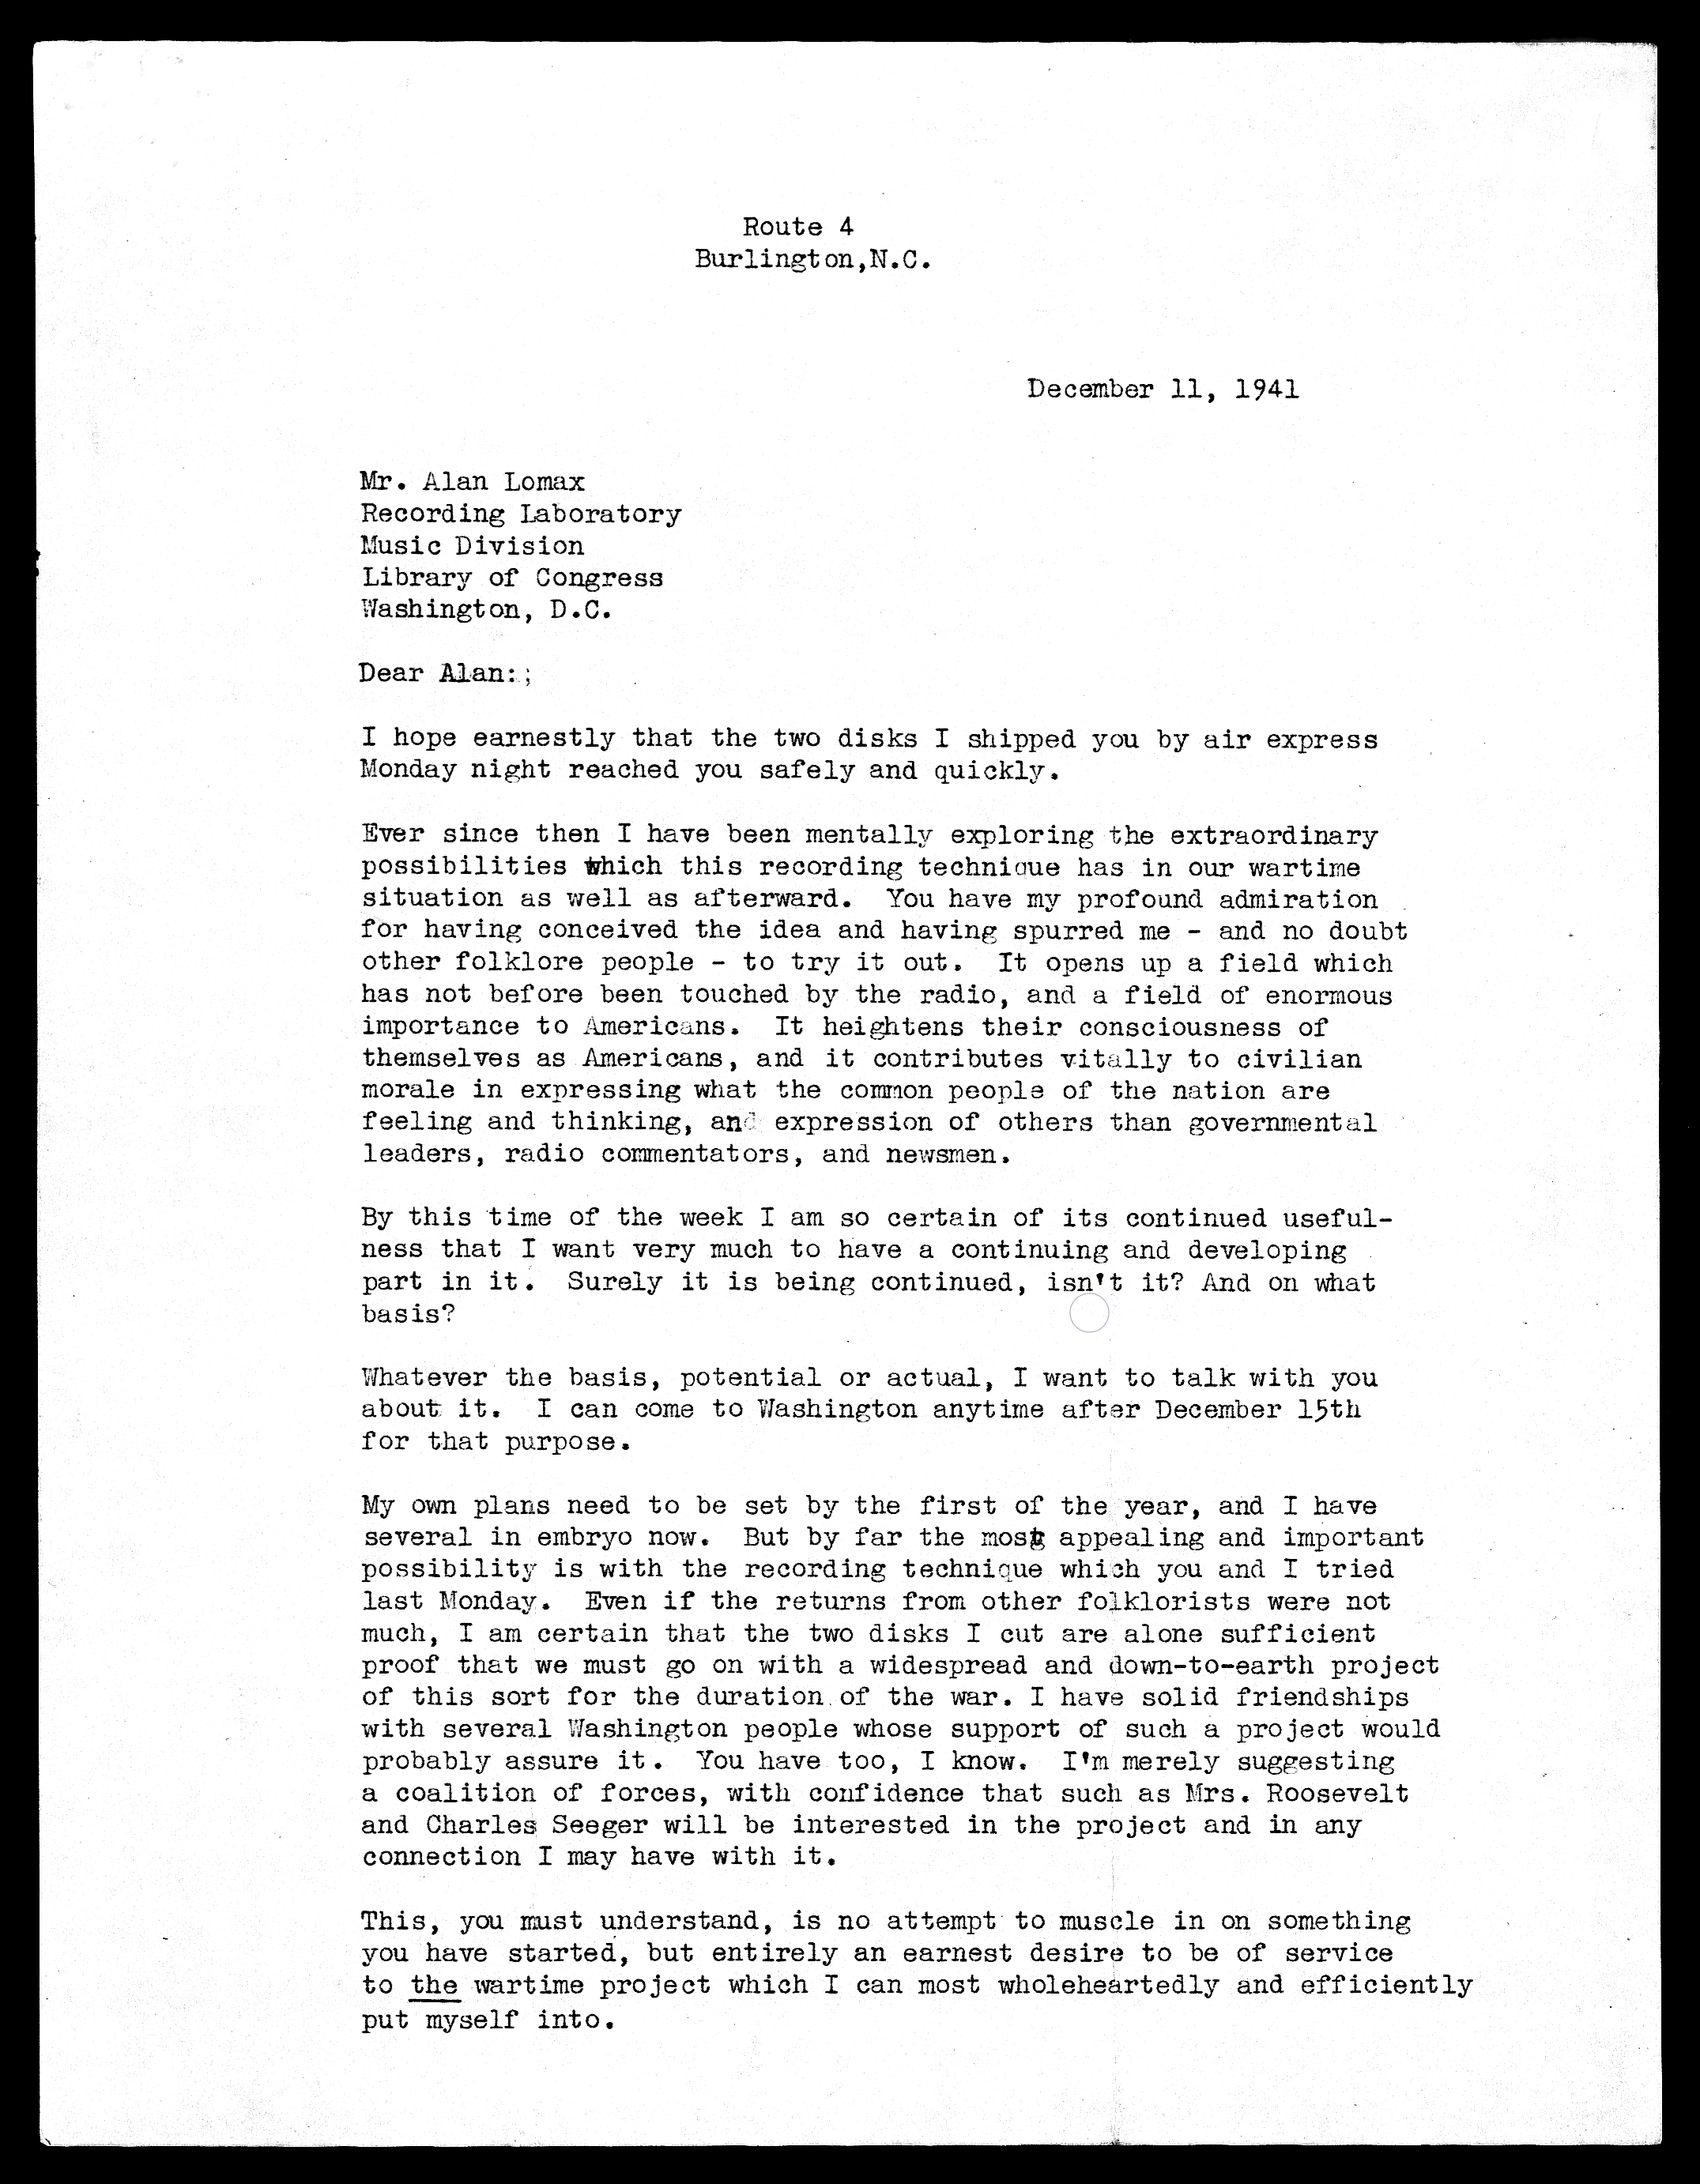 Route 4
Burlington,N.C.
December 11, 1941
Mr. Alan Lomax
Recording Laboratory
Music Division
Library of Congress
Washington, D.C.
Dear Alan:;
I hope earnestly that the two disks I shipped you by air express
Monday night reached you safely and quickly.
Ever since then I have been mentally exploring the extraordinary
possibilities which this recording technique has in our wartime
situation as well as afterward. You have my profound admiration
for having conceived the idea and having spurred me - and no doubt
other folklore people - to try it out. It opens up a field which
has not before been touched by the radio, and a field of enormous
importance to Americans. It heightens their consciousness of
themselves as Americans, and it contributes vitally to civilian
morale in expressing what the common people of the nation are
feeling and thinking, and expression of others than governmental
leaders, radio commentators, and newsmen.
By this time of the week I am so certain of its continued useful-
ness that I want very much to have a continuing and developing
part in it. Surely it is being continued, isn't it? And on what
basis?
Whatever the basis, potential or actual, I want to talk with you
about it. I can come to Washington anytime after December 15th
for that purpose.
My own plans need to be set by the first of the year, and I have
several in embryo now. But by far the most appealing and important
possibility is with the recording technique which you and I tried
last Monday. Even if the returns from other folklorists were not
much, I am certain that the two disks I cut are alone sufficient
proof that we must go on with a widespread and down-to-earth project
of this sort for the duration of the war. I have solid friendships
with several Washington people whose support of such a project would
probably assure it. You have too, I know. I'm merely suggesting
a coalition of forces, with confidence that such as Mrs. Roosevelt
and Charles Seeger will be interested in the project and in any
connection I may have with it.
This, you must understand, is no attempt to muscle in on something
you have started, but entirely an earnest desire to be of service
to the wartime project which I can most wholeheartedly and efficiently
put myself into.